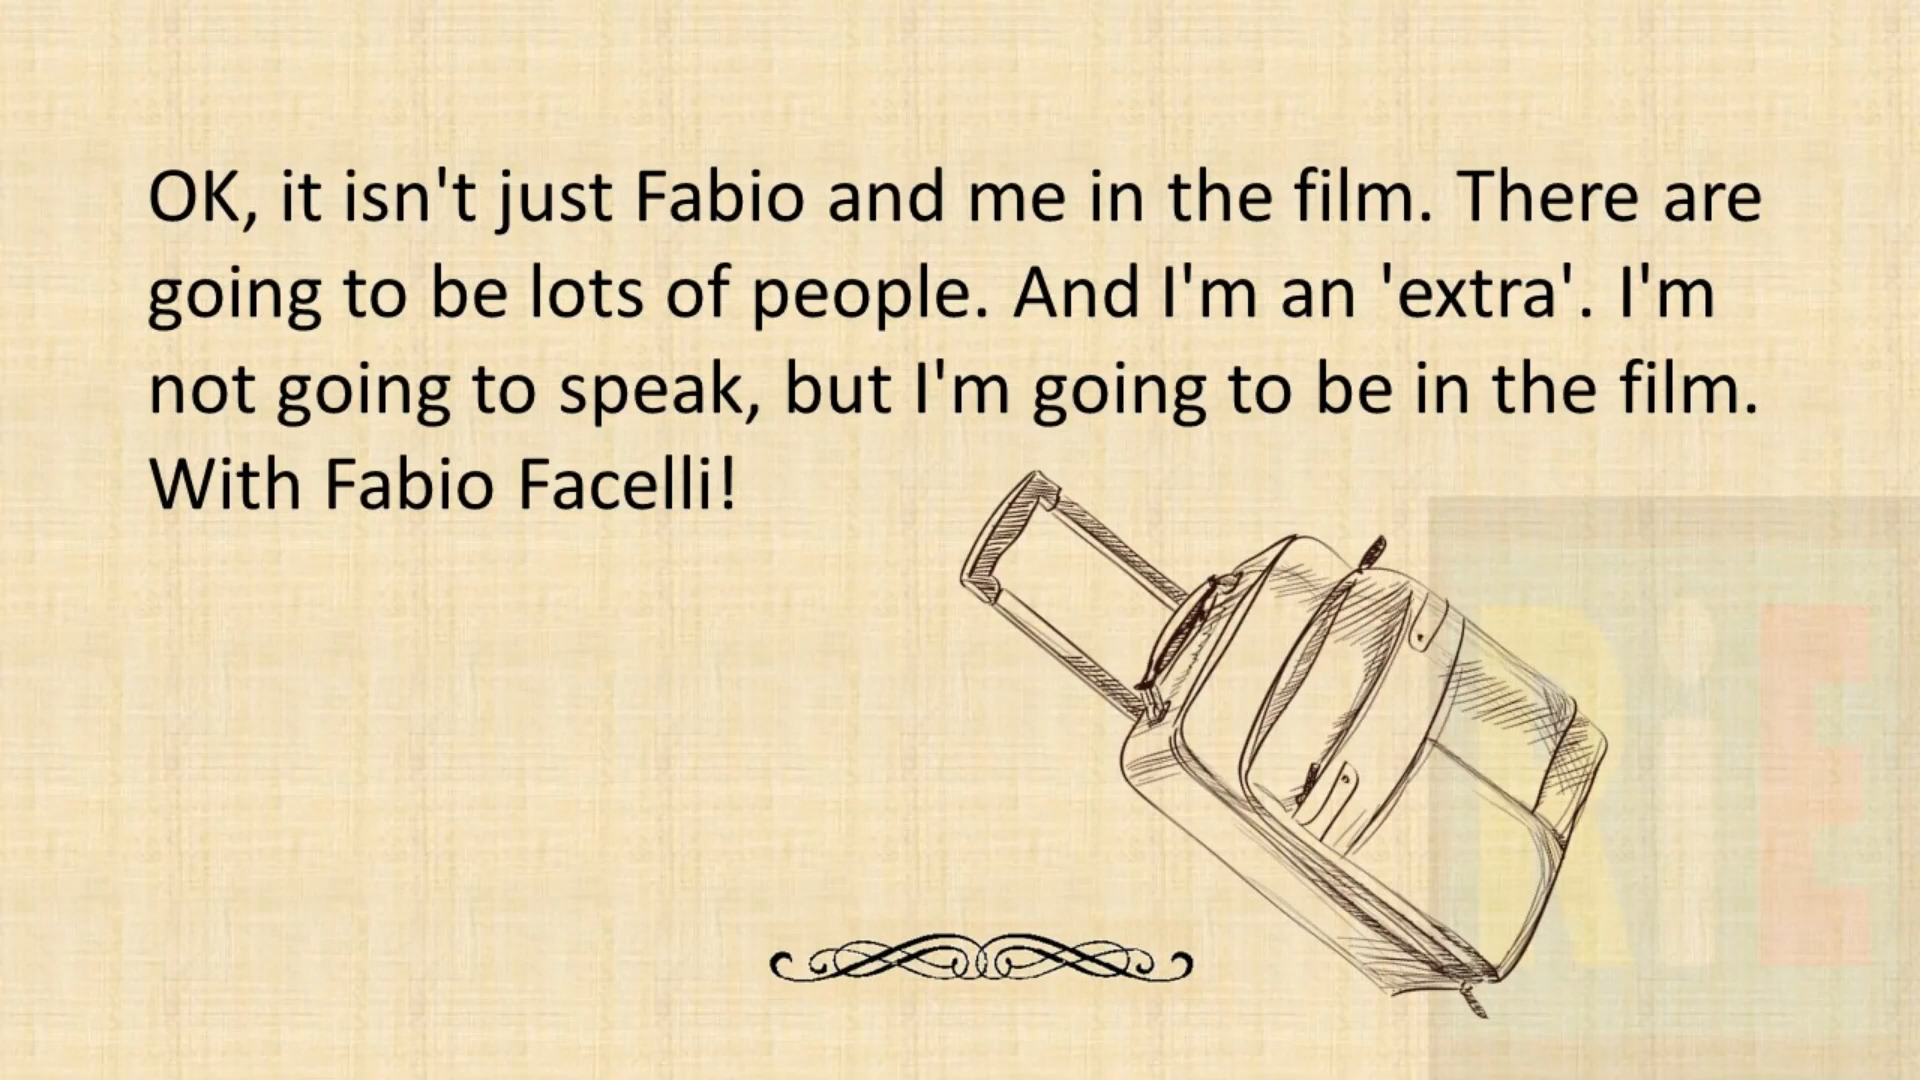 OK, it isn't just Fabio and me in the film. There are
going to be lots of people. And I'm an 'extra'. I'm
not going to speak, but I'm going to be in the film.
With Fabio Facelli!
RiE